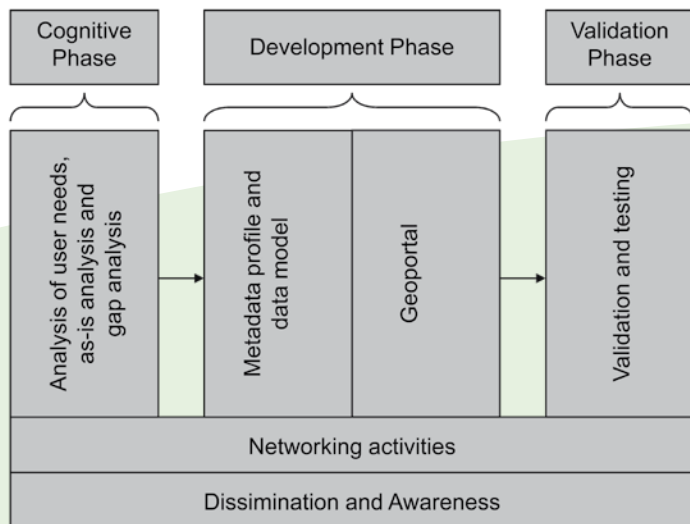 Cognitive
Phase
Development Phase
Validation
Phase
Analysis of user needs,
as-is analysis and
gap analysis
Metadata profile and
data model
Geoportal
Validation and testing
Networking activities
Dissimination and Awareness